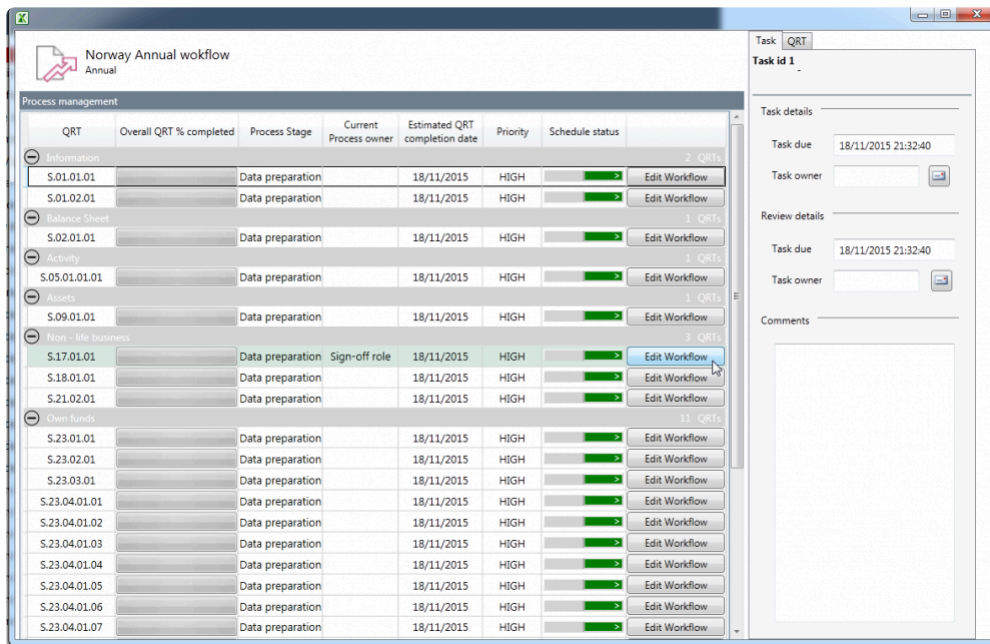 Norway Annual wokflow
Annual
Process management
QRT Overall QRT % completed Process Stage Current Process owner Estimated QRT completion date Priority Schedule status
Information 2 QRTs
S.01.01.01 Data preparation 18/11/2015 HIGH > Edit Workflow
S.01.02.01 Data preparation 18/11/2015 HIGH > Edit Workflow
Balance Sheet 1 QRTs
S.02.01.01 Data preparation 18/11/2015 HIGH > Edit Workflow
Activity 1 QRTs
S.05.01.01.01 Data preparation 18/11/2015 HIGH > Edit Workflow
Assets 1 QRTs
S.09.01.01 Data preparation 18/11/2015 HIGH > Edit Workflow
Non - life business 3 QRTs
S.17.01.01 Data preparation Sign-off role 18/11/2015 HIGH > Edit Workflow
S.18.01.01 Data preparation 18/11/2015 HIGH > Edit Workflow
S.21.02.01 Data preparation 18/11/2015 HIGH > Edit Workflow
Own funds 11 QRTs
S.23.01.01 Data preparation 18/11/2015 HIGH > Edit Workflow
S.23.02.01 Data preparation 18/11/2015 HIGH > Edit Workflow
S.23.03.01 Data preparation 18/11/2015 HIGH > Edit Workflow
S.23.04.01.01 Data preparation 18/11/2015 HIGH > Edit Workflow
S.23.04.01.02 Data preparation 18/11/2015 HIGH > Edit Workflow
S.23.04.01.03 Data preparation 18/11/2015 HIGH > Edit Workflow
S.23.04.01.04 Data preparation 18/11/2015 HIGH > Edit Workflow
S.23.04.01.05 Data preparation 18/11/2015 HIGH > Edit Workflow
S.23.04.01.06 Data preparation 18/11/2015 HIGH > Edit Workflow
S.23.04.01.07 Data preparation 18/11/2015 HIGH > Edit Workflow
Task QRT
Task id 1
-
Task details
Task due 18/11/2015 21:32:40
Task owner
Review details
Task due 18/11/2015 21:32:40
Task owner
Comments